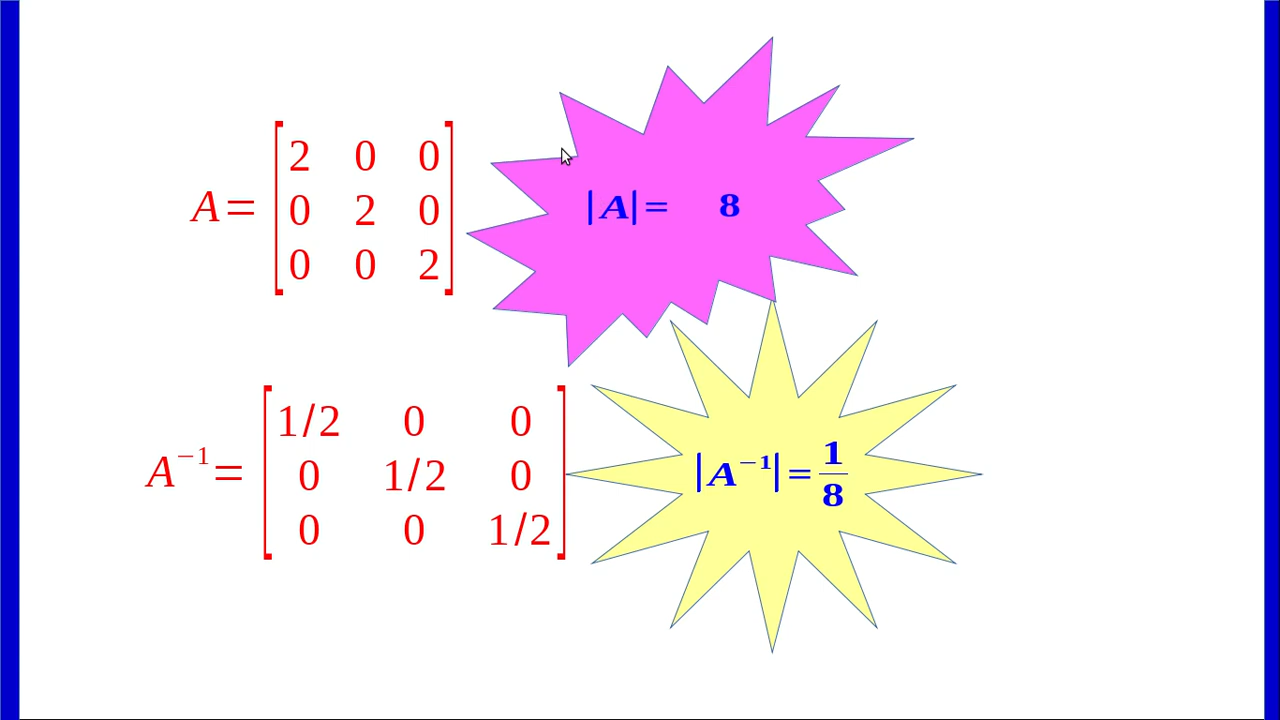 A = [2 0 0
0 2 0
0 0 2]
|A| = 8
A⁻¹ = [1/2 0 0
0 1/2 0
0 0 1/2]
|A⁻¹| = 1/8